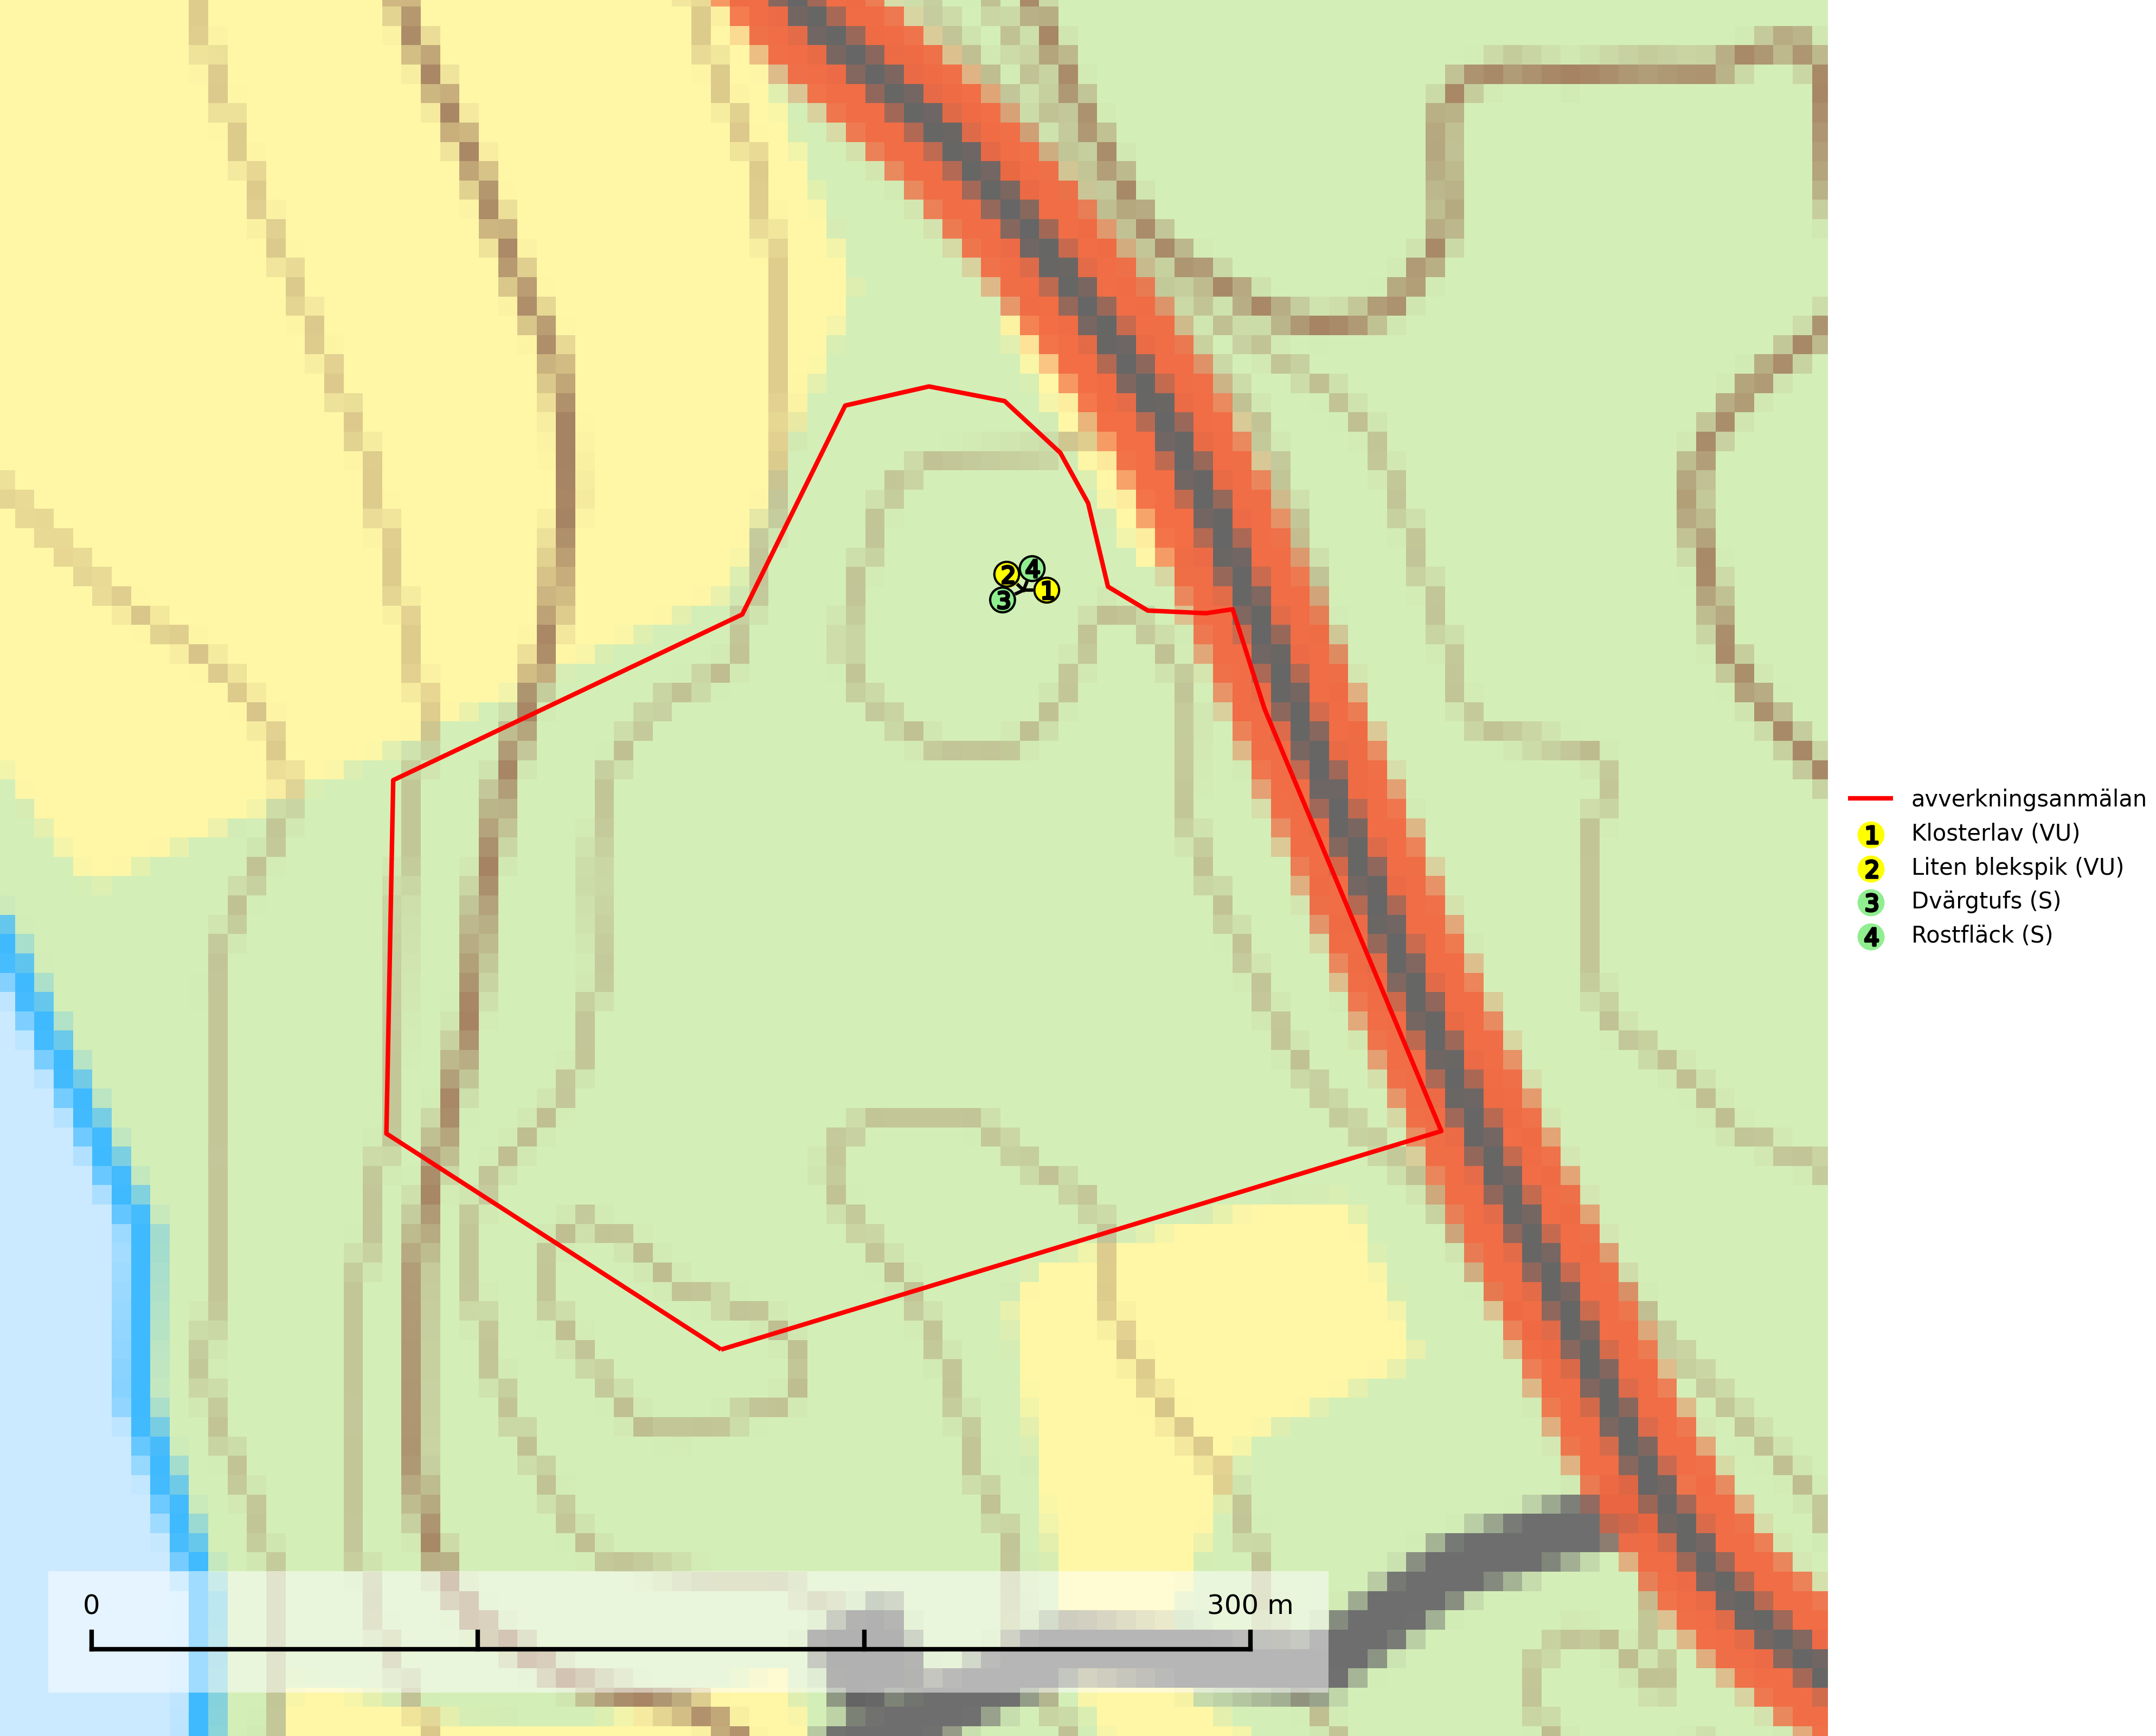 2 4
3 1
avverkningsanmälan
1 Klosterlav (VU)
2 Liten blekspik (VU)
3 Dvärgtufs (S)
4 Rostfläck (S)
0 300 m